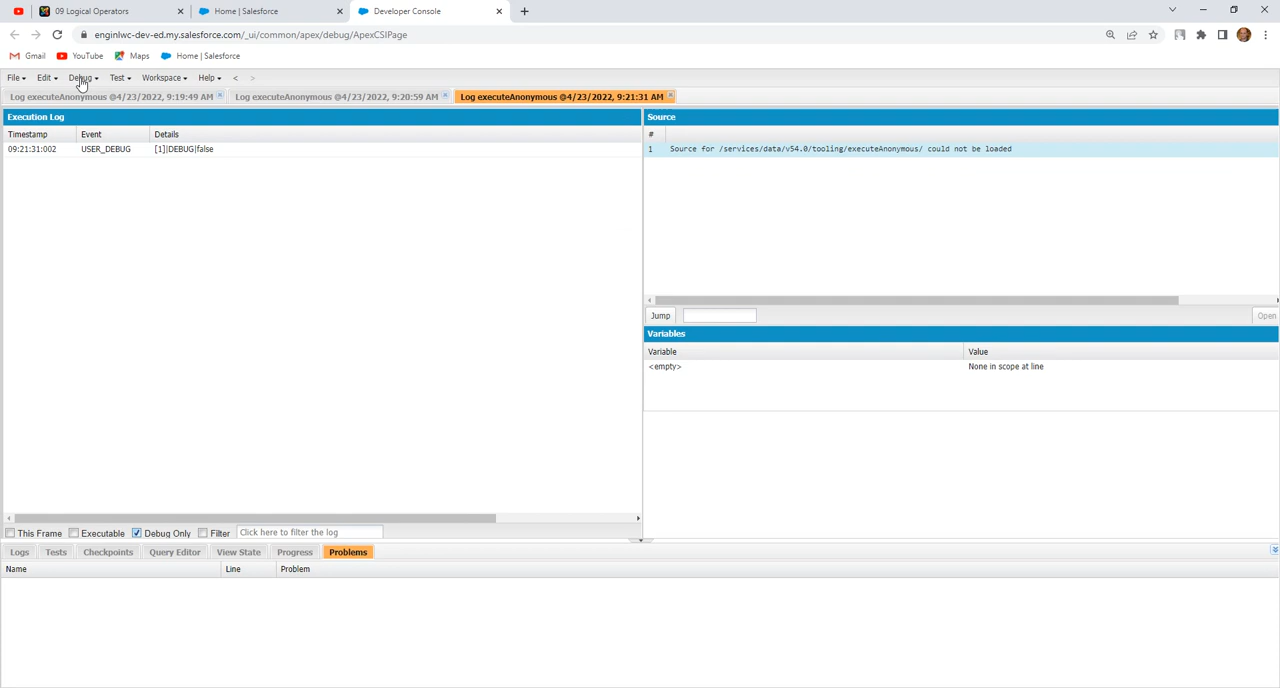 09 Logical Operators
Home | Salesforce
Developer Console
enginlwc-dev-ed.my.salesforce.com/_ui/common/apex/debug/ApexCSIPage
Gmail YouTube Maps Home | Salesforce
File Edit Debug Test Workspace Help < >
Log executeAnonymous @4/23/2022, 9:19:49 AM
Log executeAnonymous @4/23/2022, 9:20:59 AM
Log executeAnonymous @4/23/2022, 9:21:31 AM
Execution Log
Timestamp Event Details
09:21:31:002 USER_DEBUG [1]|DEBUG|false
Source
#
1 Source for /services/data/v54.0/tooling/executeAnonymous/ could not be loaded
Jump Open
Variables
Variable Value
<empty> None in scope at line
This Frame Executable Debug Only Filter Click here to filter the log
Logs Tests Checkpoints Query Editor View State Progress Problems
Name Line Problem